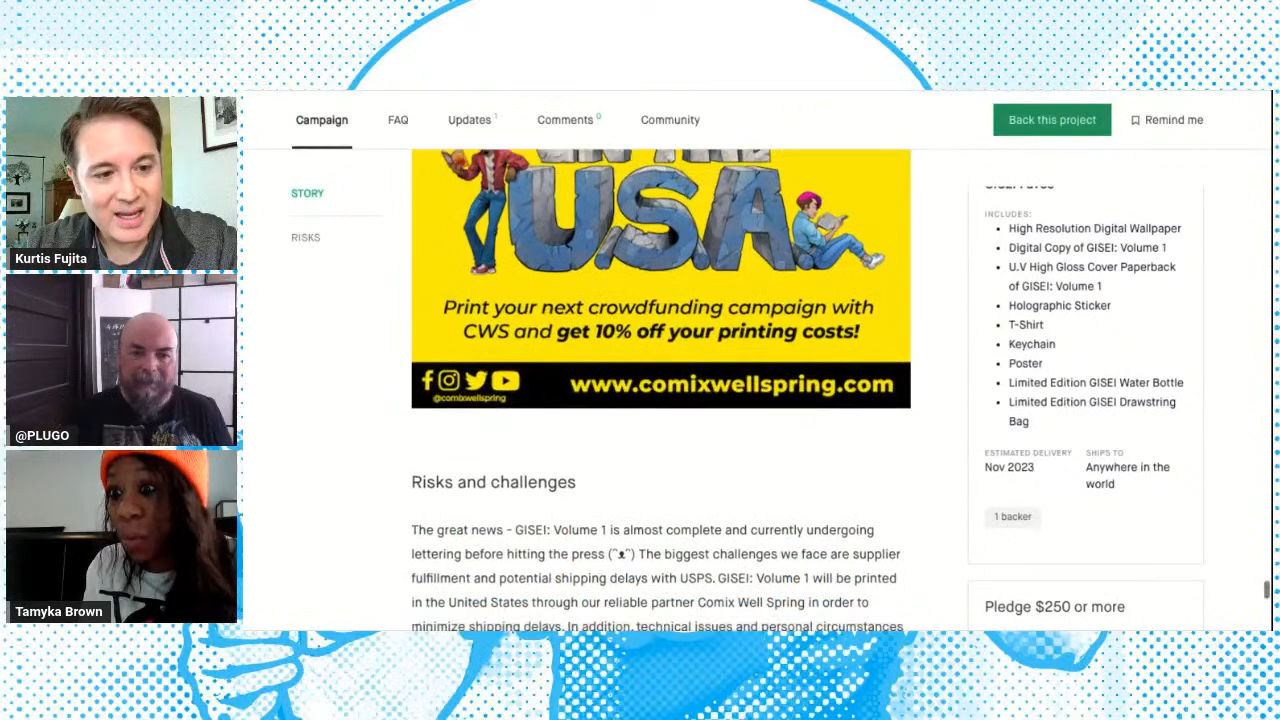 Campaign
FAQ
Updates 1
Comments 0
Community
Back this project
Remind me
STORY
RISKS
U.S.A
Print your next crowdfunding campaign with
CWS and get 10% off your printing costs!
@comixwellspring
www.comixwellspring.com
Risks and challenges
The great news - GISEI: Volume 1 is almost complete and currently undergoing
lettering before hitting the press (ᵔᴥᵔ) The biggest challenges we face are supplier
fulfillment and potential shipping delays with USPS. GISEI: Volume 1 will be printed
in the United States through our reliable partner Comix Well Spring in order to
minimize shipping delays. In addition, technical issues and personal circumstances
INCLUDES:
High Resolution Digital Wallpaper
Digital Copy of GISEI: Volume 1
U.V High Gloss Cover Paperback
of GISEI: Volume 1
Holographic Sticker
T-Shirt
Keychain
Poster
Limited Edition GISEI Water Bottle
Limited Edition GISEI Drawstring
Bag
ESTIMATED DELIVERY
Nov 2023
SHIPS TO
Anywhere in the
world
1 backer
Pledge $250 or more
Kurtis Fujita
@PLUGO
Tamyka Brown